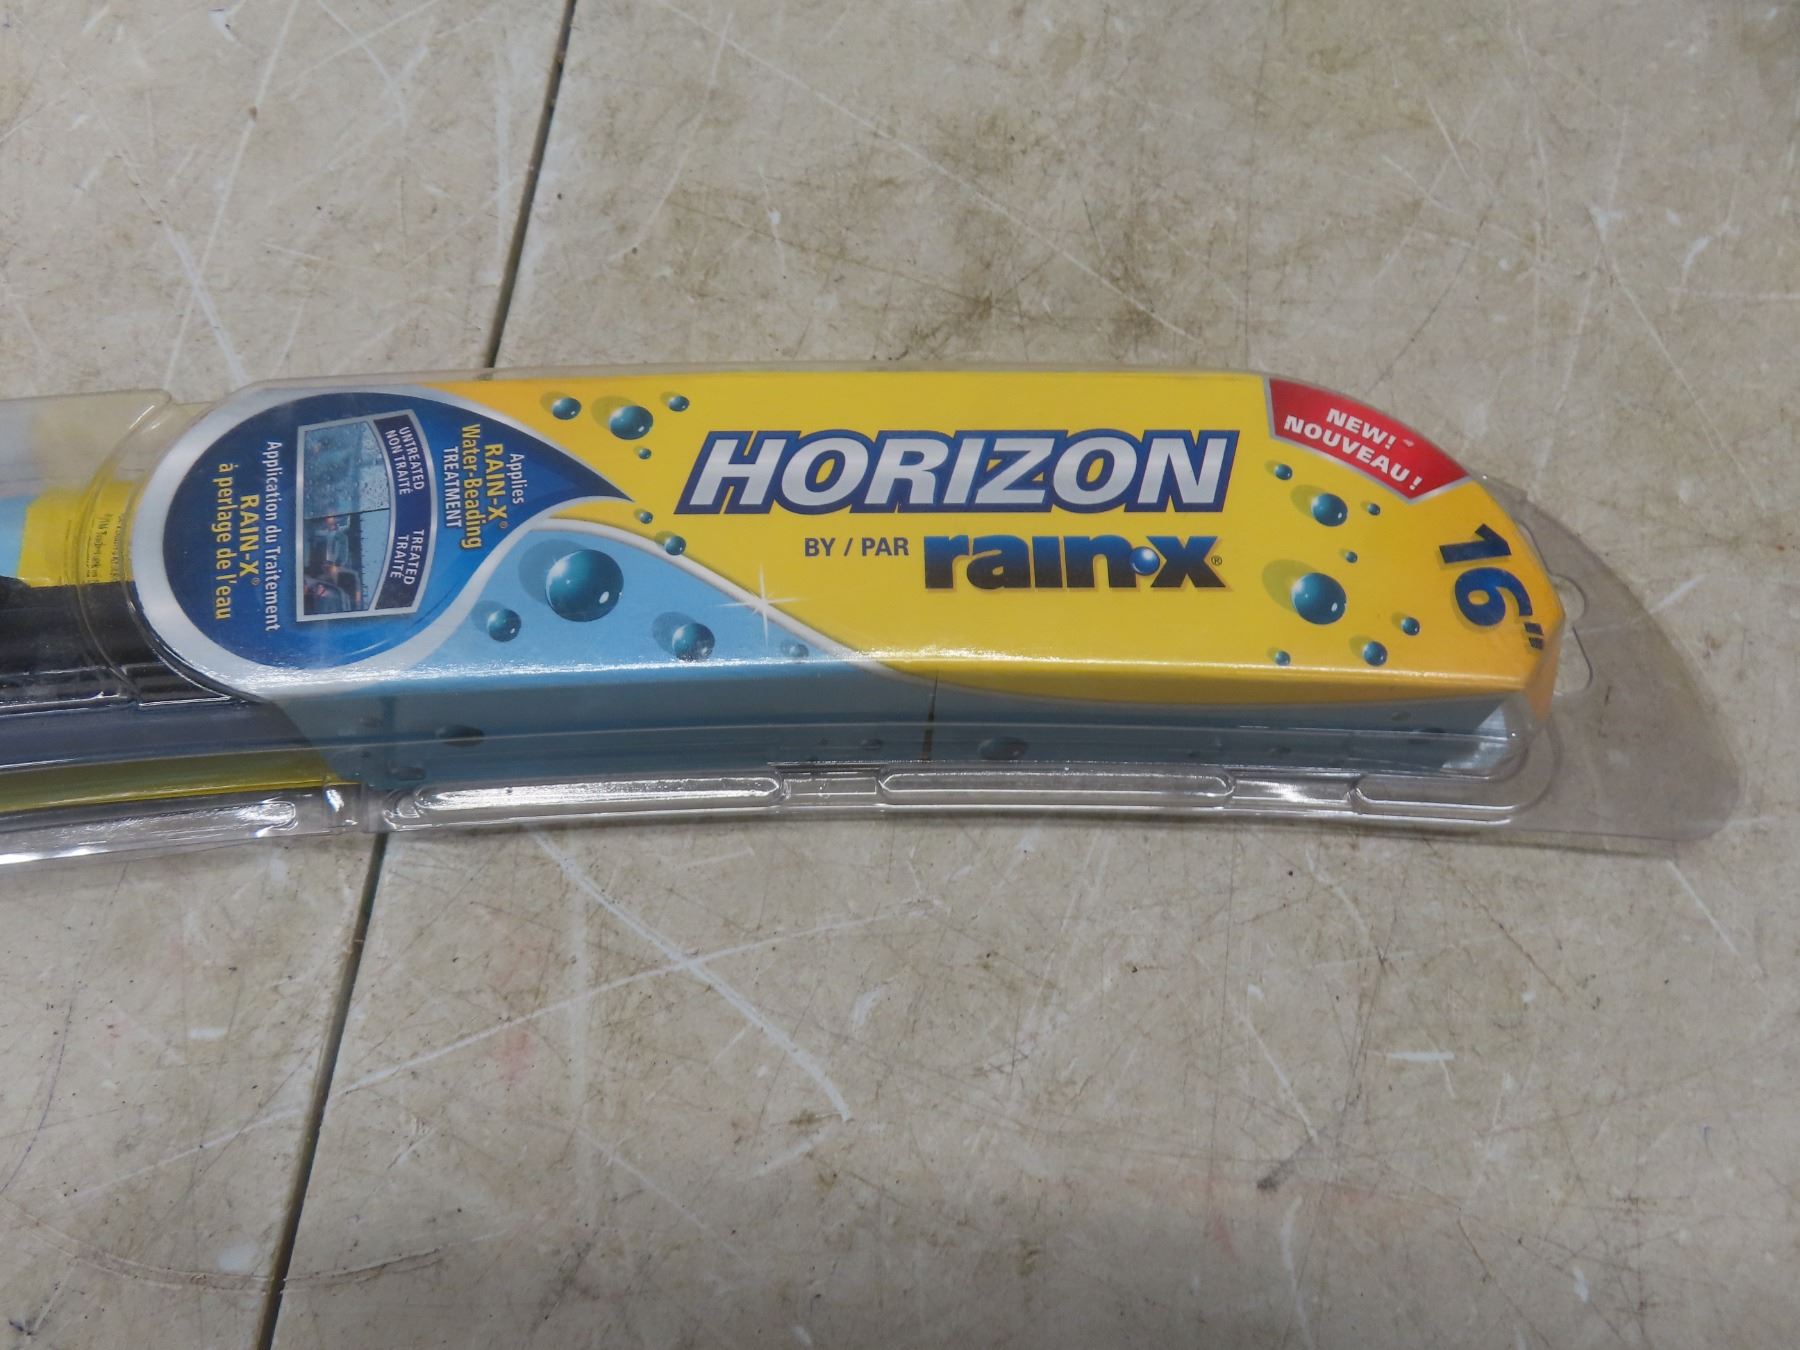 HORIZON
BY / PAR rain·x®
NEW!
NOUVEAU!
16"
Applies
RAIN-X®
Water-Beading
TREATMENT
UNTREATED
NON TRAITÉ
TREATED
TRAITÉ
Application du Traitement
RAIN-X®
à perlage de l'eau